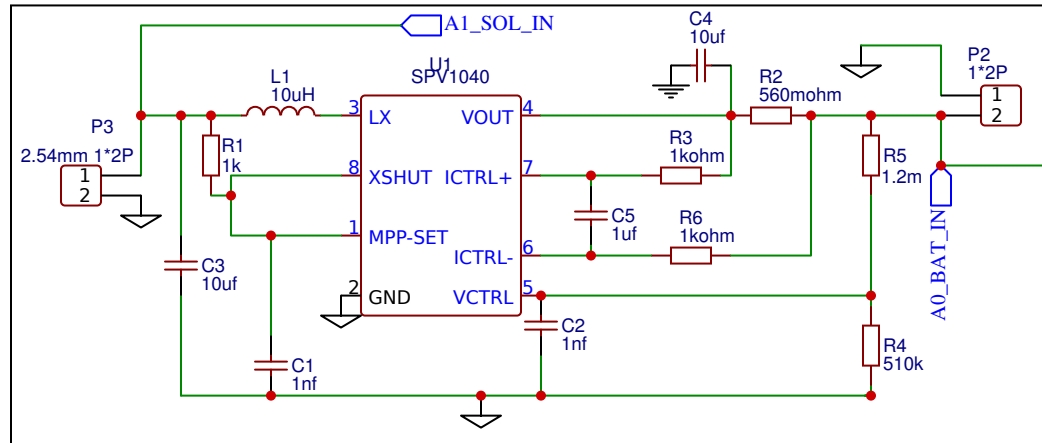 A1_SOL_IN
C4
10uf
U1
SPV1040
L1
10uH
R2
560mohm
P2
1*2P
1
2
3
LX
VOUT
4
P3
2.54mm 1*2P
1
2
R1
1k
R3
1kohm
R5
1.2m
8
XSHUT
ICTRL+
7
C5
1uf
R6
1kohm
1
MPP-SET
ICTRL-
6
A0_BAT_IN
C3
10uf
2
GND
VCTRL
5
C2
1nf
R4
510k
C1
1nf